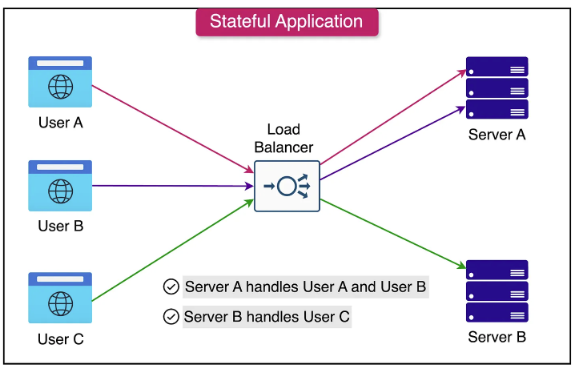 Stateful Application
User A
User B
User C
Load
Balancer
Server A
Server B
Server A handles User A and User B
Server B handles User C